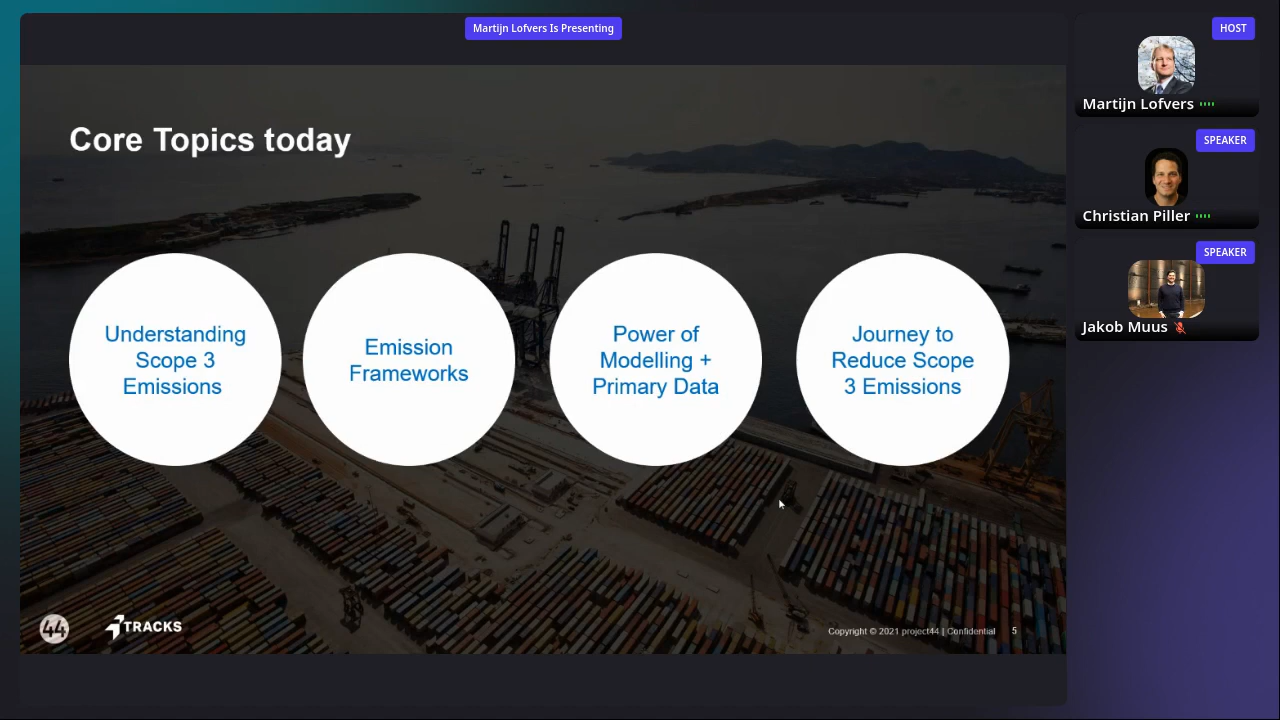 Martijn Lofvers Is Presenting
HOST
Martijn Lofvers
SPEAKER
Christian Piller
SPEAKER
Jakob Muus
Core Topics today
Understanding
Scope 3
Emissions
Emission
Frameworks
Power of
Modelling +
Primary Data
Journey to
Reduce Scope
3 Emissions
44
TRACKS
Copyright © 2021 project44 | Confidential
5